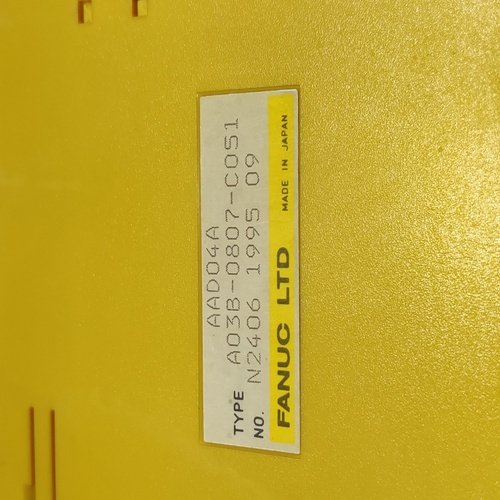 AAD04A
TYPE A03B-0807-C051
NO. N2406 1995 09
FANUC LTD MADE IN JAPAN